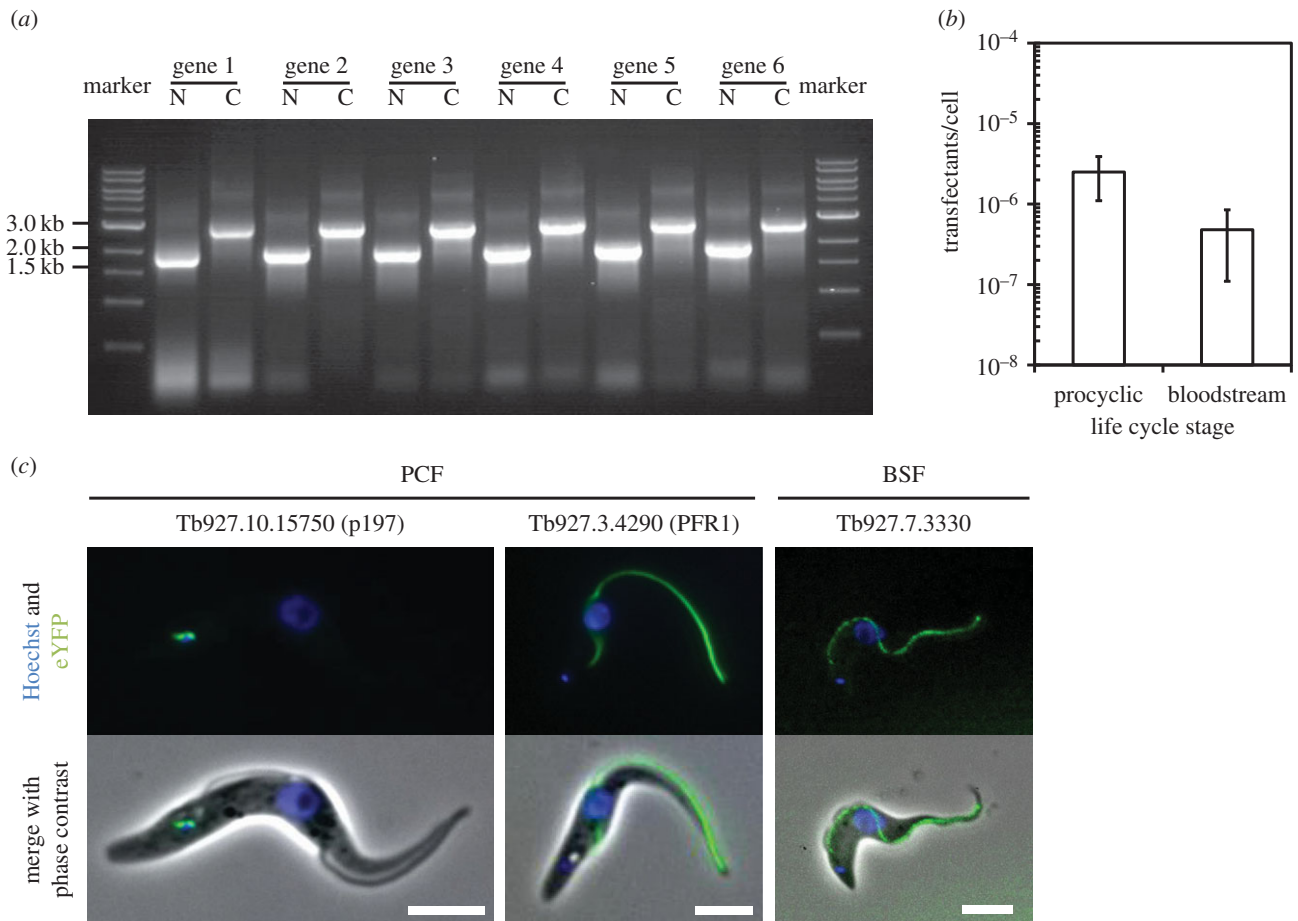 (a)
gene 1 gene 2 gene 3 gene 4 gene 5 gene 6
marker N C N C N C N C N C N C marker
3.0 kb
2.0 kb
1.5 kb
(b)
10–4
10–5
10–6
10–7
10–8
transfectants/cell
procyclic bloodstream
life cycle stage
(c)
PCF BSF
Tb927.10.15750 (p197) Tb927.3.4290 (PFR1) Tb927.7.3330
Hoechst and
eYFP
merge with
phase contrast